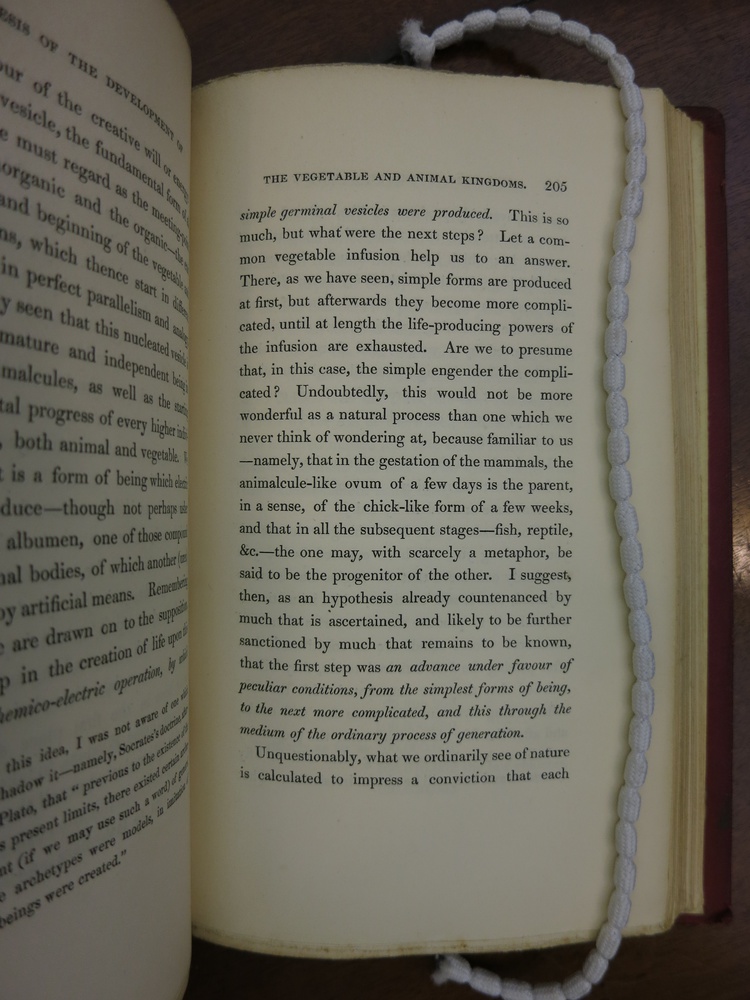 ESIS OF THE DEVELOPMENT OF
our of the creative will or
vesicle, the fundamental form
e must regard as the meeting-
organic and the organic—the
and beginning of the vegetable
ns, which thence start in
in perfect parallelism and
y seen that this nucleated vesicle
mature and independent being
malcules, as well as the
tal progress of every higher
, both animal and vegetable.
t is a form of being which
duce—though not perhaps
albumen, one of those
nal bodies, of which another
by artificial means. Remembering
e are drawn on to the supposition
p in the creation of life upon
hemico-electric operation, by
this idea, I was not aware of one
hadow it—namely, Socrates's doctrine,
Plato, that "previous to the existence of
s present limits, there existed certain
nt (if we may use such a word) of
e archetypes were models, in
beings were created."
THE VEGETABLE AND ANIMAL KINGDOMS. 205
simple germinal vesicles were produced. This is so
much, but what were the next steps? Let a com-
mon vegetable infusion help us to an answer.
There, as we have seen, simple forms are produced
at first, but afterwards they become more compli-
cated, until at length the life-producing powers of
the infusion are exhausted. Are we to presume
that, in this case, the simple engender the compli-
cated? Undoubtedly, this would not be more
wonderful as a natural process than one which we
never think of wondering at, because familiar to us
—namely, that in the gestation of the mammals, the
animalcule-like ovum of a few days is the parent,
in a sense, of the chick-like form of a few weeks,
and that in all the subsequent stages—fish, reptile,
&c.—the one may, with scarcely a metaphor, be
said to be the progenitor of the other. I suggest,
then, as an hypothesis already countenanced by
much that is ascertained, and likely to be further
sanctioned by much that remains to be known,
that the first step was an advance under favour of
peculiar conditions, from the simplest forms of being,
to the next more complicated, and this through the
medium of the ordinary process of generation.
Unquestionably, what we ordinarily see of nature
is calculated to impress a conviction that each